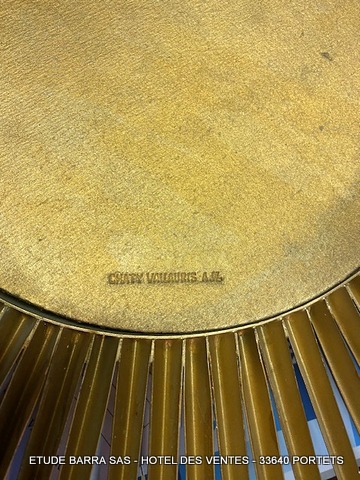 CHATY VALLAURIS A.M.
ETUDE BARRA SAS - HOTEL DES VENTES - 33640 PORTETS